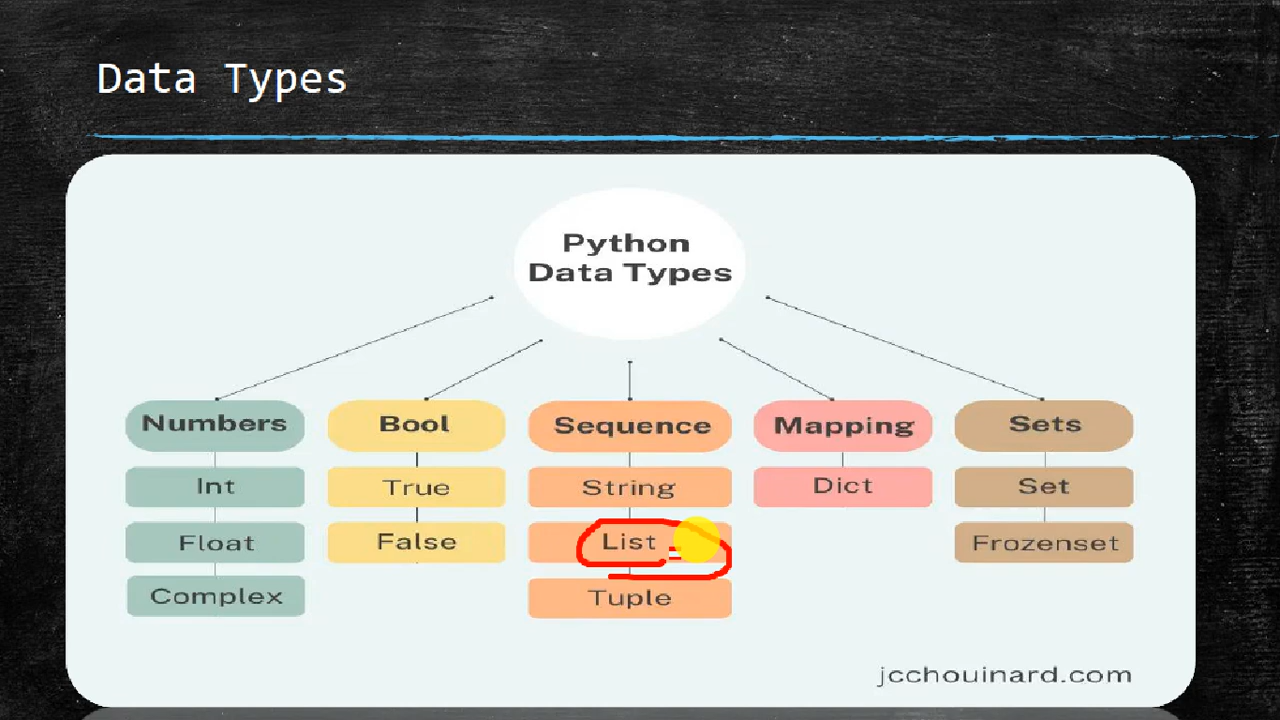 Data Types
Python
Data Types
Numbers
Bool
Sequence
Mapping
Sets
Int
True
String
Dict
Set
Float
False
List
Frozenset
Complex
Tuple
jcchouinard.com